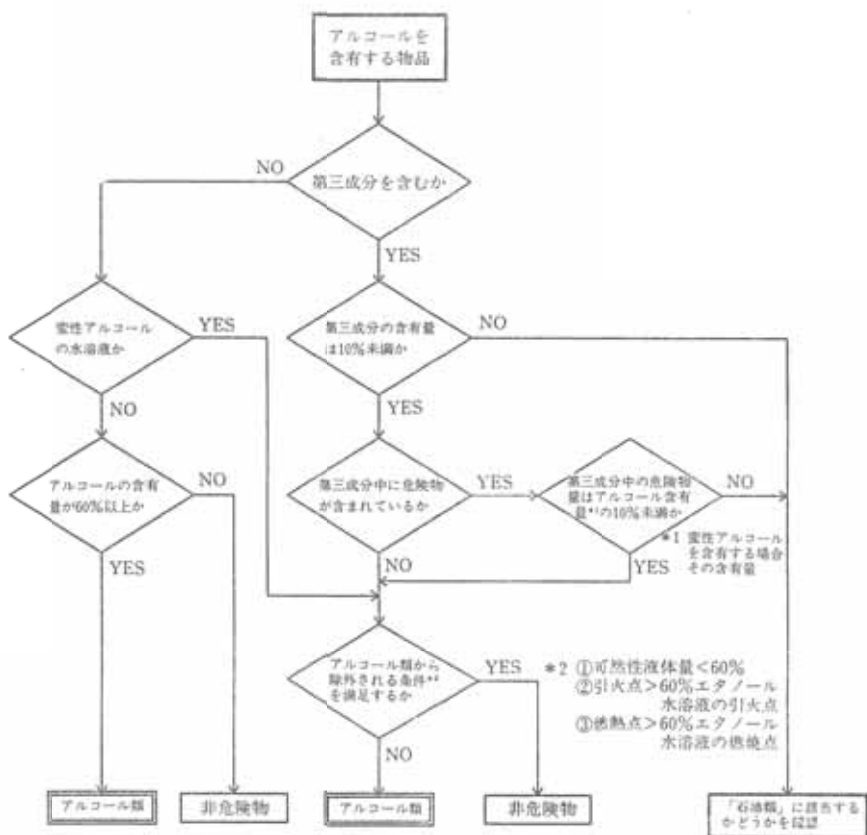 アルコールを
含有する物品
NO
第三成分を含むか
YES
変性アルコール
の水溶液か
YES
第三成分の含有量
は10%未満か
NO
NO
YES
アルコールの含有
量が60%以上か
NO
第三成分中に危険物
が含まれているか
YES
第三成分中の危険物
量はアルコール含有
量*1の10%未満か
NO
*1 変性アルコール
を含有する場合
その含有量
YES
NO
YES
アルコール類から
除外される条件*2
を満足するか
YES
*2 ①可燃性液体量<60%
②引火点>60%エタノール
水溶液の引火点
③燃熱点>60%エタノール
水溶液の燃焼点
NO
アルコール類
非危険物
アルコール類
非危険物
「石油類」に該当する
かどうかを確認